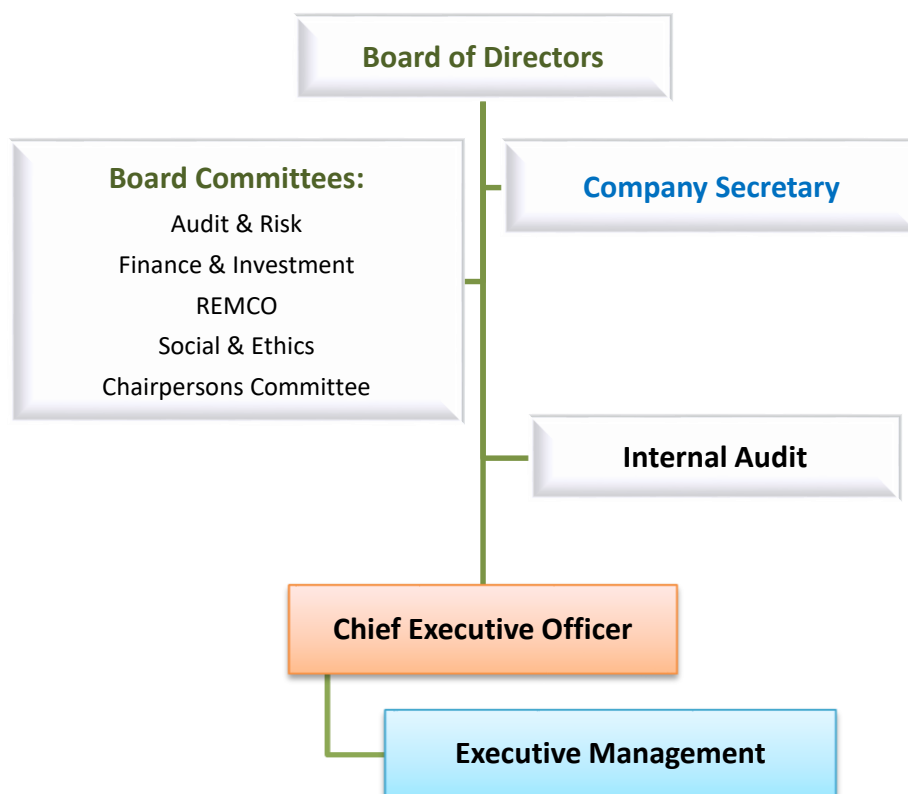 Board of Directors
Board Committees:
Audit & Risk
Finance & Investment
REMCO
Social & Ethics
Chairpersons Committee
Company Secretary
Internal Audit
Chief Executive Officer
Executive Management